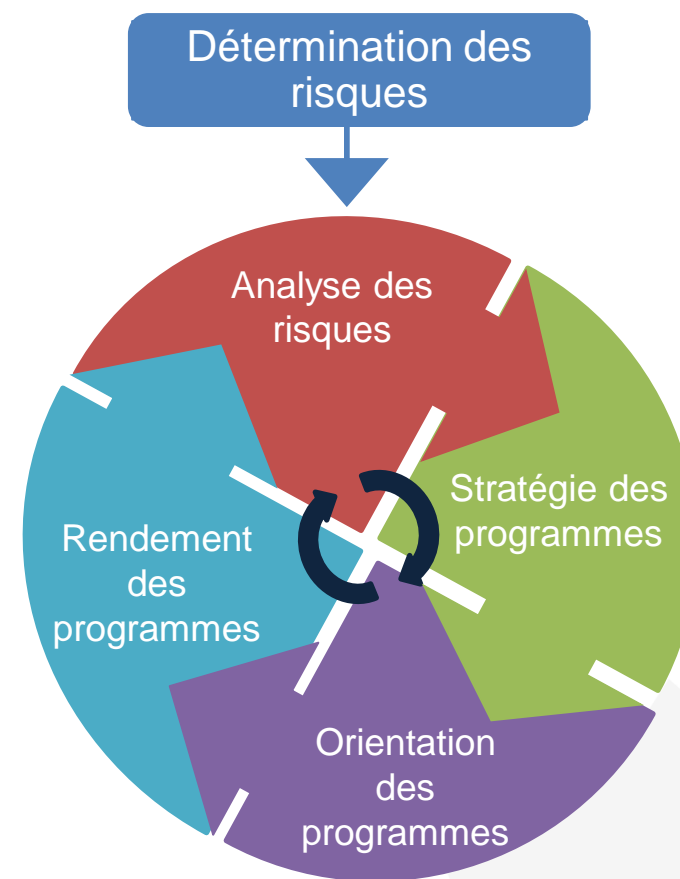 Détermination des
risques
Analyse des
risques
Stratégie des
programmes
Rendement
des
programmes
Orientation
des
programmes